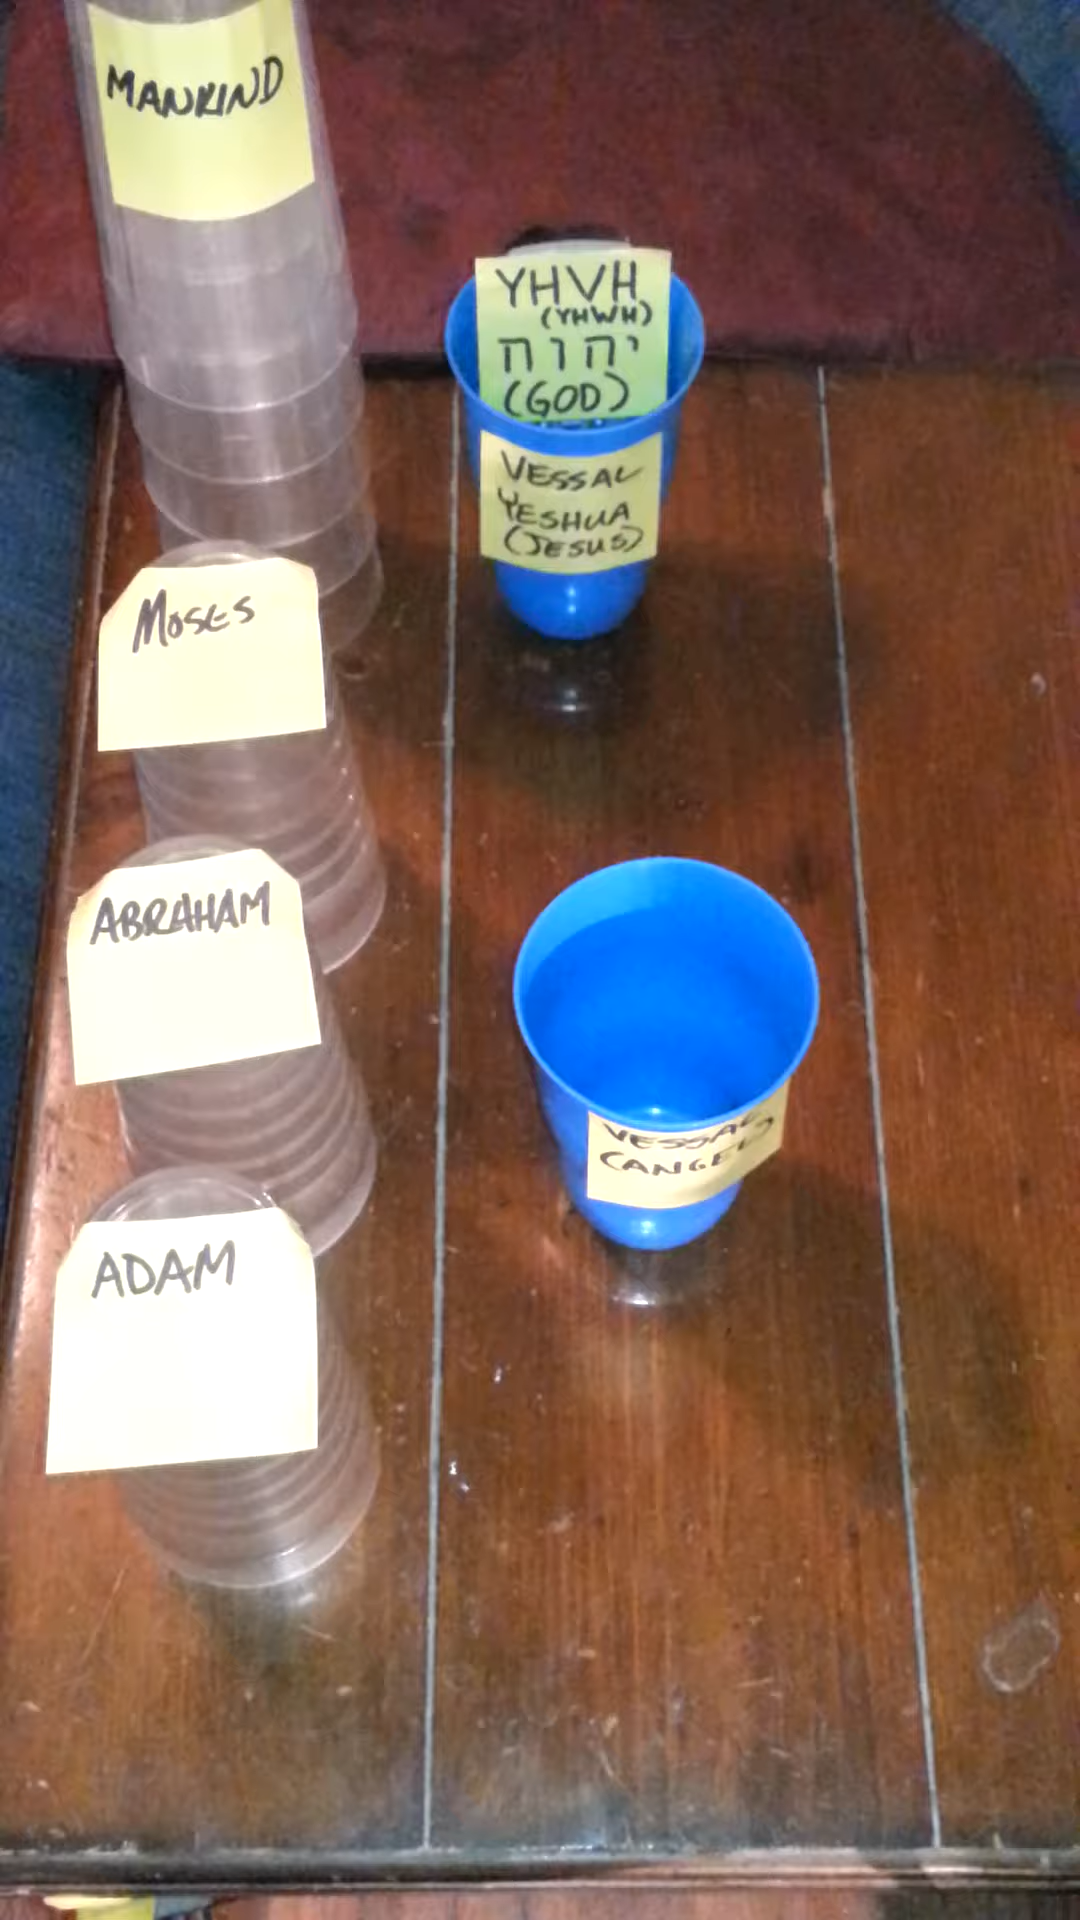 MANKIND
YHVH
(YHWH)
יהוה
(GOD)
VESSAL
YESHUA
(JESUS)
MOSES
ABRAHAM
VESSAL
(ANGEL)
ADAM